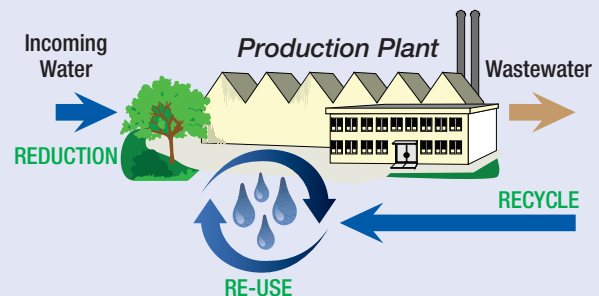 Incoming
Water
Production Plant
Wastewater
REDUCTION
RECYCLE
RE-USE